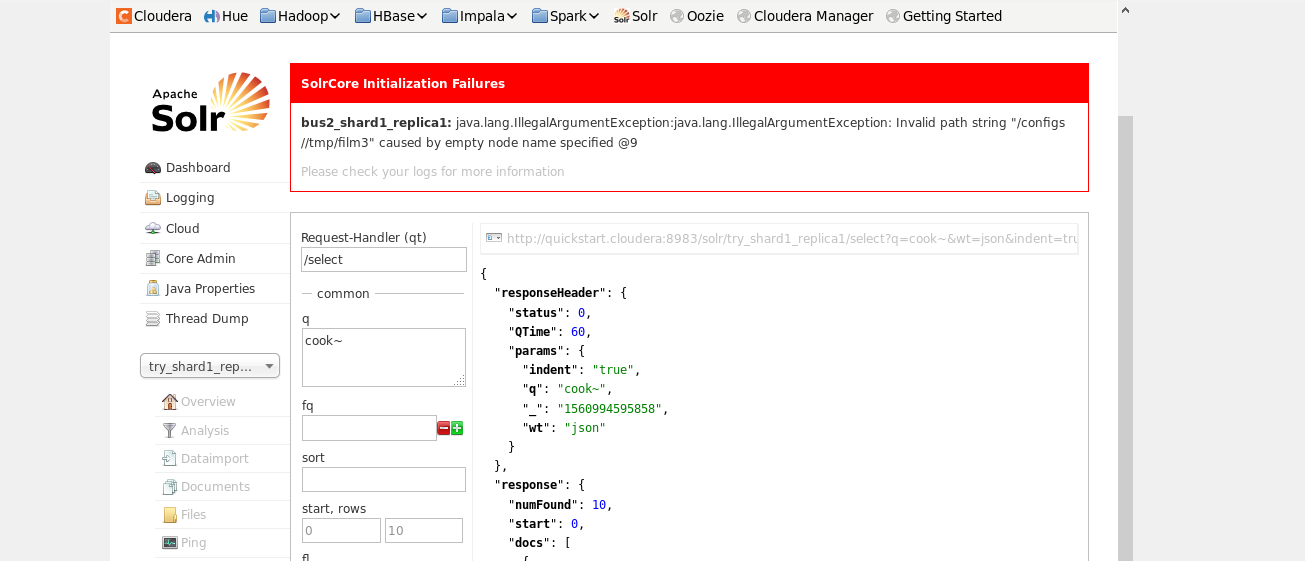 Cloudera Hue Hadoop HBase Impala Spark Solr Oozie Cloudera Manager Getting Started
Apache
Solr
Dashboard
Logging
Cloud
Core Admin
Java Properties
Thread Dump
try_shard1_rep...
Overview
Analysis
Dataimport
Documents
Files
Ping
SolrCore Initialization Failures
bus2_shard1_replica1: java.lang.IllegalArgumentException:java.lang.IllegalArgumentException: Invalid path string "/configs
//tmp/film3" caused by empty node name specified @9
Please check your logs for more information
Request-Handler (qt)
/select
common
q
cook~
fq
sort
start, rows
0 10
fl
http://quickstart.cloudera:8983/solr/try_shard1_replica1/select?q=cook~&wt=json&indent=tru
{
"responseHeader": {
"status": 0,
"QTime": 60,
"params": {
"indent": "true",
"q": "cook~",
"_": "1560994595858",
"wt": "json"
}
},
"response": {
"numFound": 10,
"start": 0,
"docs": [
{